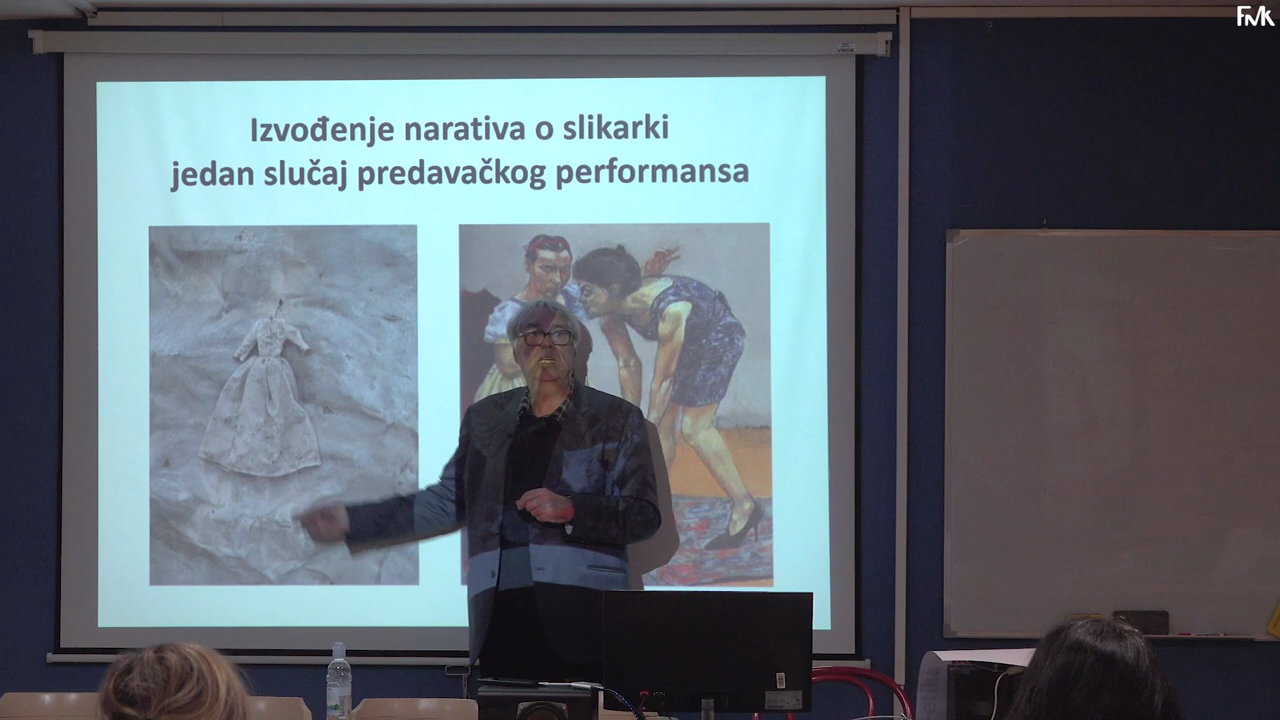 FMK
Izvođenje narativa o slikarki
jedan slučaj predavačkog performansa